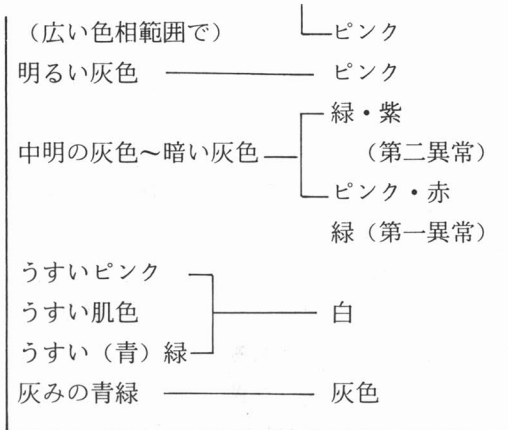 （広い色相範囲で） ピンク
明るい灰色 ピンク
緑・紫
中明の灰色～暗い灰色 （第二異常）
ピンク・赤
緑（第一異常）
うすいピンク
うすい肌色 白
うすい（青）緑
灰みの青緑 灰色